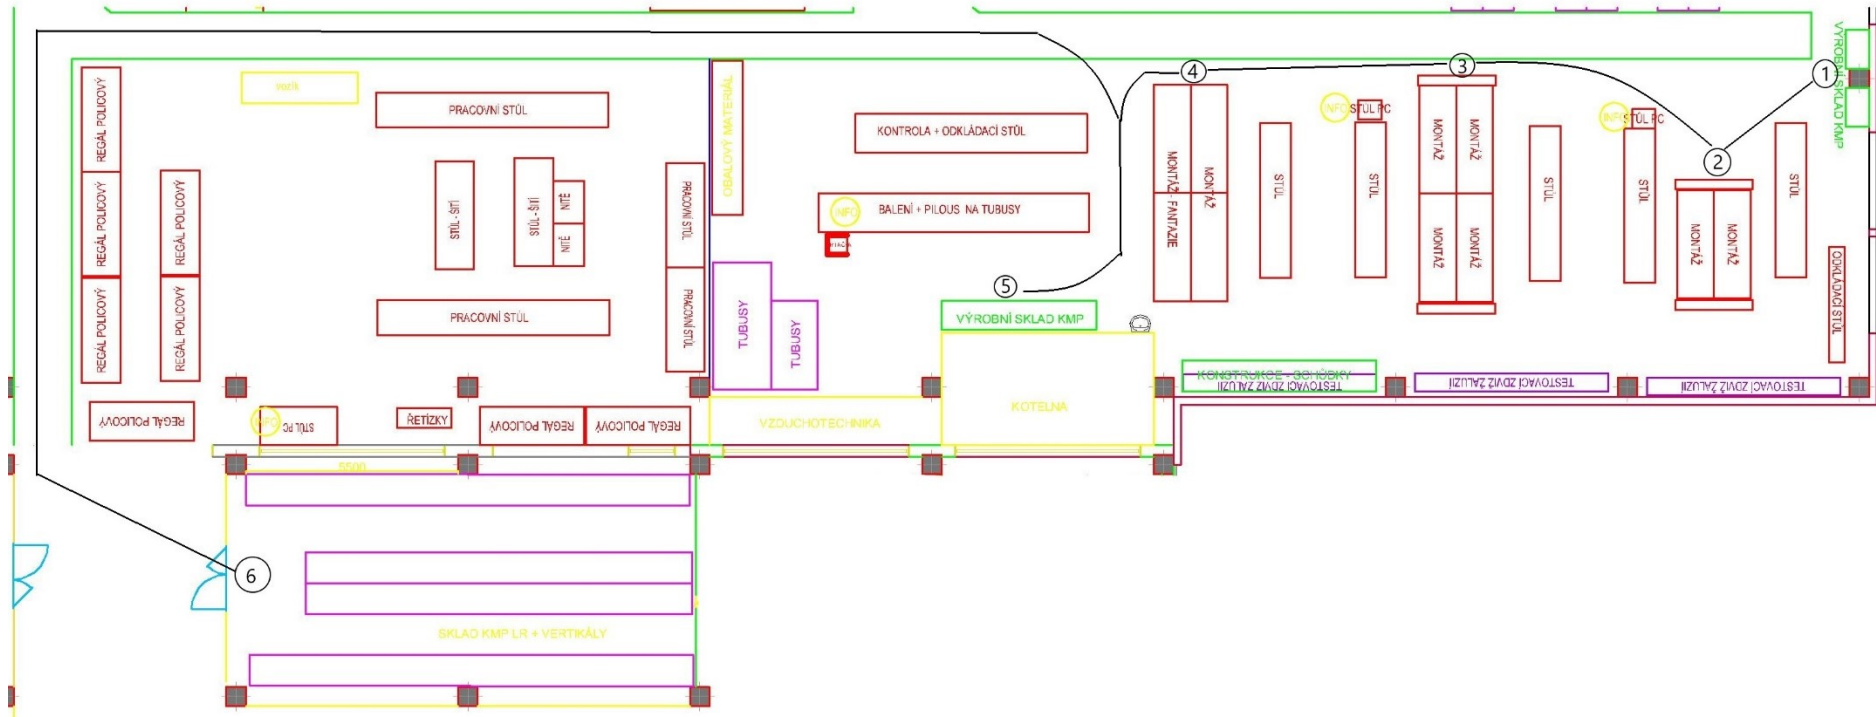 VÝROBNÍ SKLAD KMP
1
2
3
4
5
6
REGÁL POLICOVÝ
REGÁL POLICOVÝ
REGÁL POLICOVÝ
REGÁL POLICOVÝ
REGÁL POLICOVÝ
REGÁL POLICOVÝ
vozík
PRACOVNÍ STŮL
STŮL - ŠITÍ
STŮL - ŠITÍ
NITĚ
NITĚ
PRACOVNÍ STŮL
PRACOVNÍ STŮL
PRACOVNÍ STŮL
INFO
STŮL PC
ŘETÍZKY
REGÁL POLICOVÝ
REGÁL POLICOVÝ
5500
OBALOVÝ MATERIÁL
KONTROLA + ODKLÁDACÍ STŮL
INFO
BALENÍ + PILOUS NA TUBUSY
TUBUSY
TUBUSY
VÝROBNÍ SKLAD KMP
VZDUCHOTECHNIKA
KOTELNA
MONTÁŽ - FANTAZIE
MONTÁŽ
STŮL
INFO
STŮL PC
STŮL
MONTÁŽ
MONTÁŽ
MONTÁŽ
MONTÁŽ
STŮL
INFO
STŮL PC
STŮL
MONTÁŽ
MONTÁŽ
STŮL
ODKLÁDACÍ STŮL
KONSTRUKCE - SCHŮDKY
TESTOVACÍ ZDVIŽ ŽALUZIÍ
TESTOVACÍ ZDVIŽ ŽALUZIÍ
TESTOVACÍ ZDVIŽ ŽALUZIÍ
SKLAD KMP LR + VERTIKÁLY